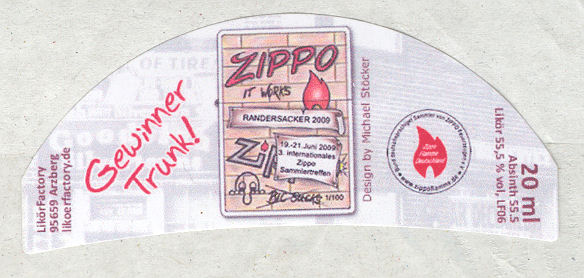 LikörFactory
95659 Arzberg
likoerfactory.de
Gewinner
Trunk!
ZIPPO
IT WORKS
RANDERSACKER 2009
19.-21. Juni 2009
3. internationales
Zippo
Sammlertreffen
1/100
Design by Michael Stöcker
Zippo
Flamme
Deutschland
www.zippoflamme.de
20 ml
Absinth 55.5
Likör 55,5 % vol, LF06